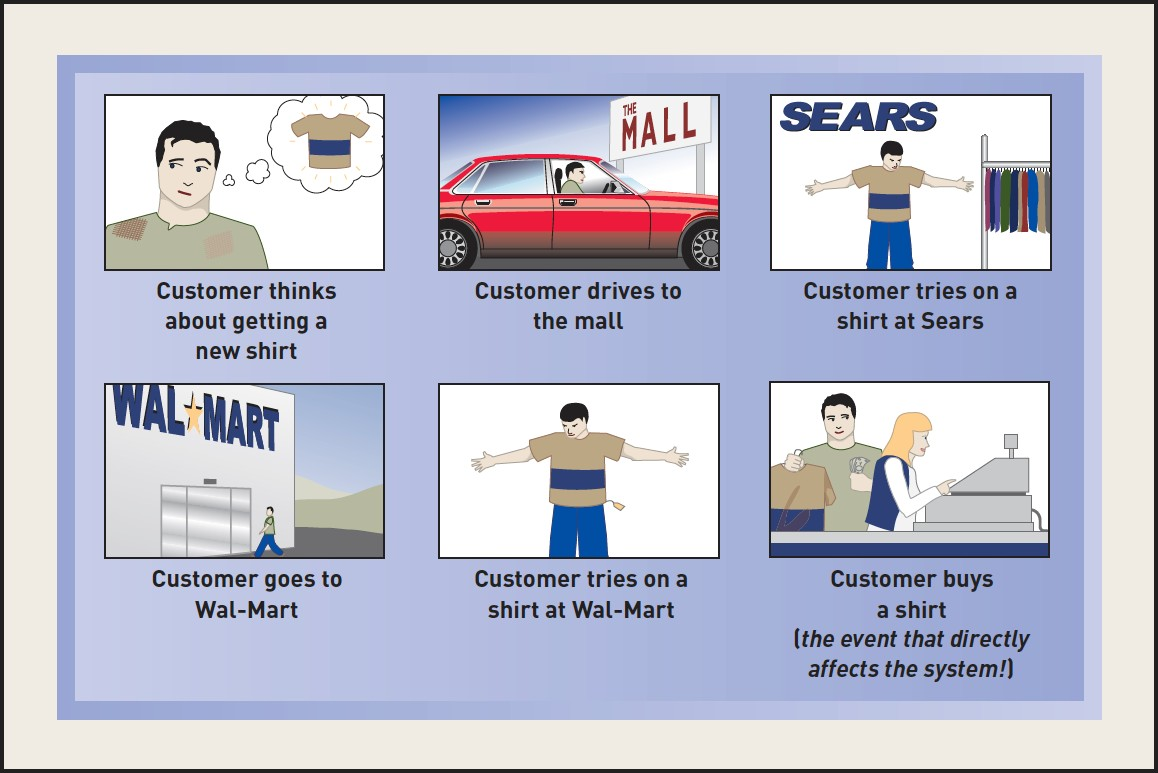 THE
MALL
SEARS
Customer thinks
about getting a
new shirt
Customer drives to
the mall
Customer tries on a
shirt at Sears
WAL★MART
Customer goes to
Wal-Mart
Customer tries on a
shirt at Wal-Mart
Customer buys
a shirt
(the event that directly
affects the system!)